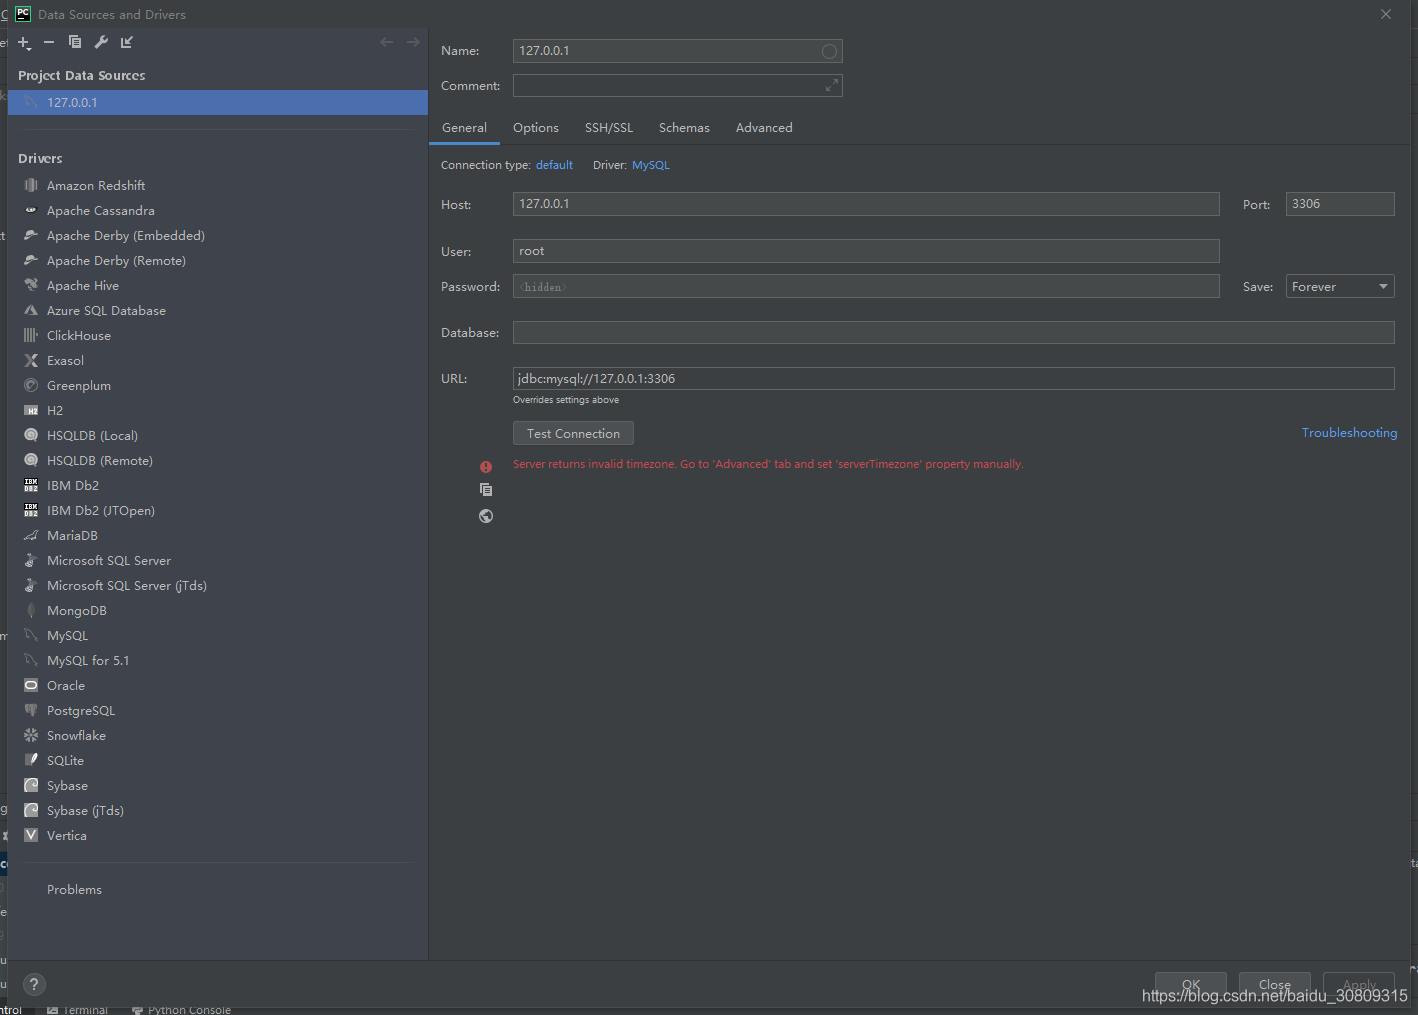 Data Sources and Drivers
Project Data Sources
127.0.0.1
Drivers
Amazon Redshift
Apache Cassandra
Apache Derby (Embedded)
Apache Derby (Remote)
Apache Hive
Azure SQL Database
ClickHouse
Exasol
Greenplum
H2
HSQLDB (Local)
HSQLDB (Remote)
IBM Db2
IBM Db2 (JTOpen)
MariaDB
Microsoft SQL Server
Microsoft SQL Server (jTds)
MongoDB
MySQL
MySQL for 5.1
Oracle
PostgreSQL
Snowflake
SQLite
Sybase
Sybase (jTds)
Vertica
Problems
Name: 127.0.0.1
Comment:
General Options SSH/SSL Schemas Advanced
Connection type: default Driver: MySQL
Host: 127.0.0.1 Port: 3306
User: root
Password: <hidden> Save: Forever
Database:
URL: jdbc:mysql://127.0.0.1:3306
Overrides settings above
Test Connection Troubleshooting
Server returns invalid timezone. Go to 'Advanced' tab and set 'serverTimezone' property manually.
OK Close Apply
https://blog.csdn.net/baidu_30809315
Terminal Python Console